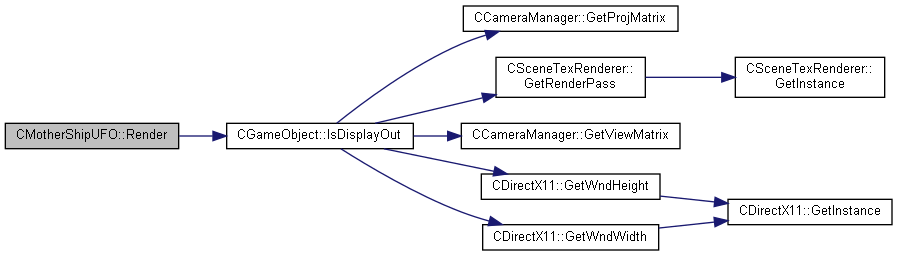 CMotherShipUFO::Render
CGameObject::IsDisplayOut
CCameraManager::GetProjMatrix
CSceneTexRenderer::
GetRenderPass
CSceneTexRenderer::
GetInstance
CCameraManager::GetViewMatrix
CDirectX11::GetWndHeight
CDirectX11::GetWndWidth
CDirectX11::GetInstance